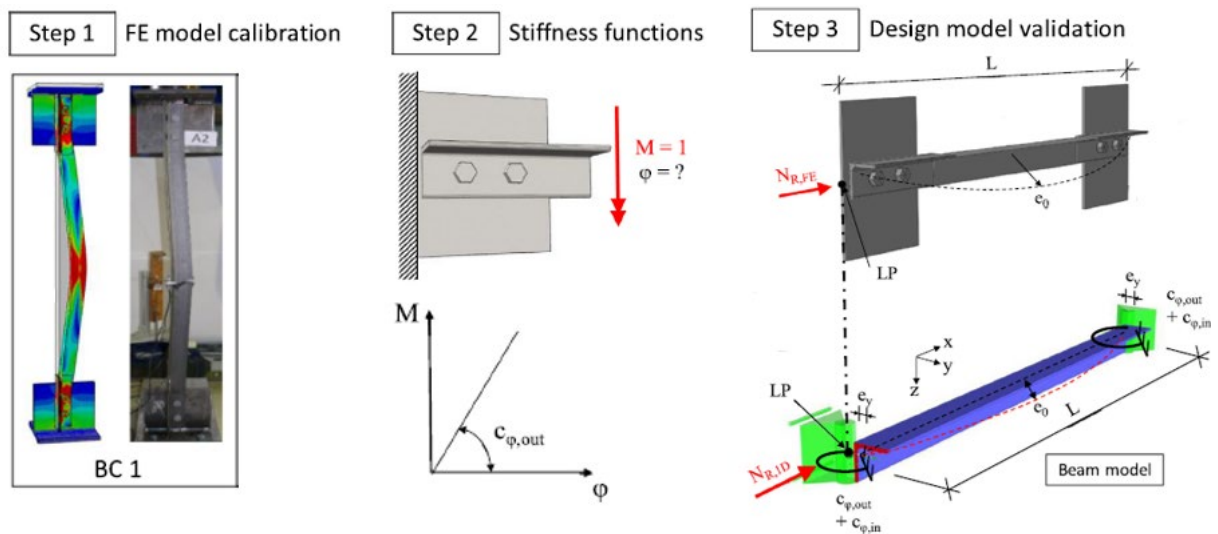 Step 1 FE model calibration
A2
BC 1
Step 2 Stiffness functions
M = 1
φ = ?
M
c_φ,out
φ
Step 3 Design model validation
L
N_R,FE
e_0
LP
e_y
c_φ,out
+ c_φ,in
x
y
z
LP
e_y
e_0
L
N_R,1D
Beam model
c_φ,out
+ c_φ,in